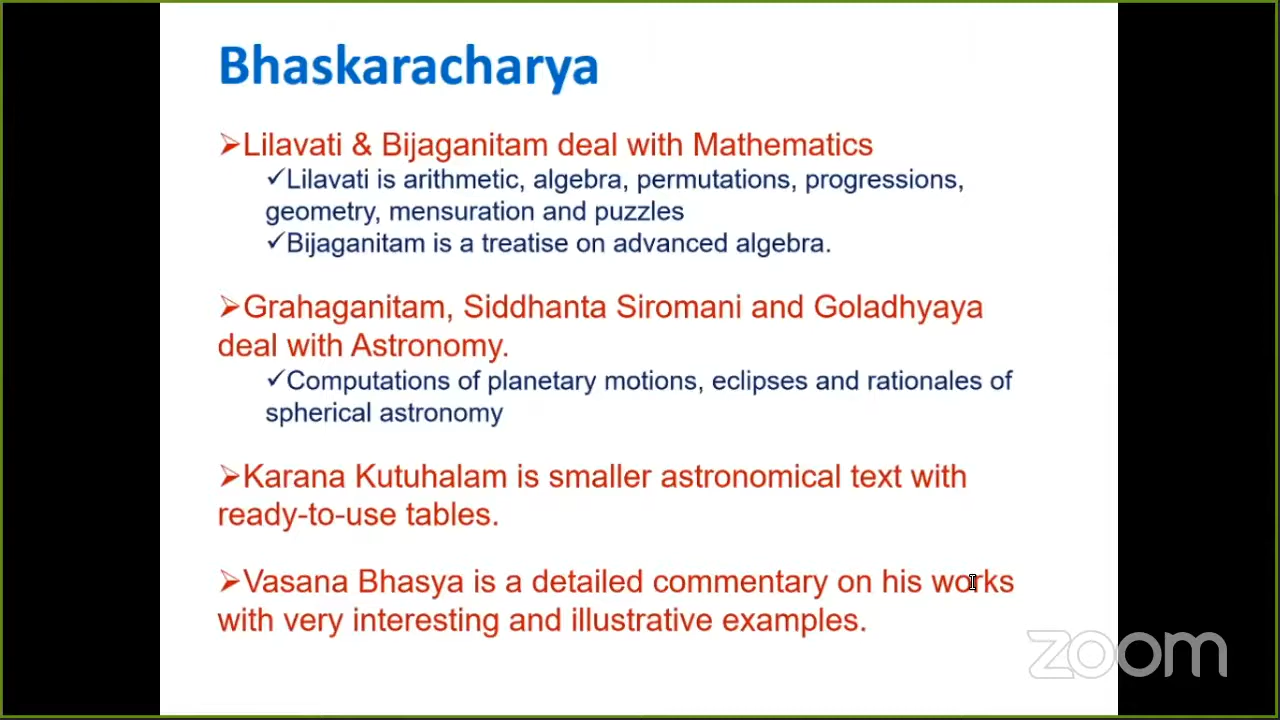 Bhaskaracharya
➢Lilavati & Bijaganitam deal with Mathematics
✓Lilavati is arithmetic, algebra, permutations, progressions,
geometry, mensuration and puzzles
✓Bijaganitam is a treatise on advanced algebra.
➢Grahaganitam, Siddhanta Siromani and Goladhyaya
deal with Astronomy.
✓Computations of planetary motions, eclipses and rationales of
spherical astronomy
➢Karana Kutuhalam is smaller astronomical text with
ready-to-use tables.
➢Vasana Bhasya is a detailed commentary on his works
with very interesting and illustrative examples.
zoom